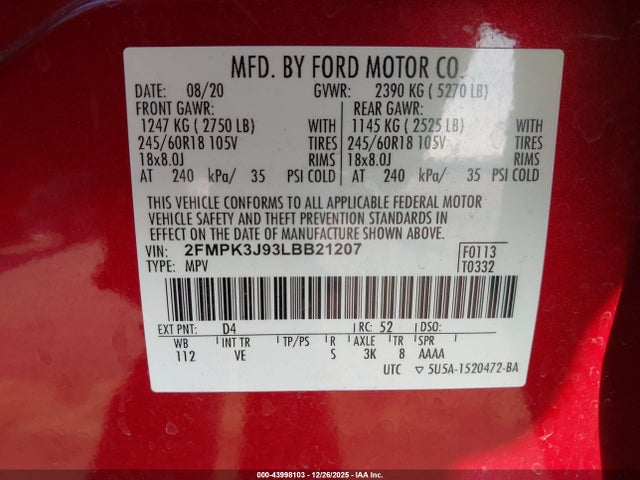 MFD. BY FORD MOTOR CO.
DATE: 08/20 GVWR: 2390 KG ( 5270 LB)
FRONT GAWR: REAR GAWR:
1247 KG ( 2750 LB) WITH 1145 KG ( 2525 LB) WITH
245/60R18 105V TIRES 245/60R18 105V TIRES
18x8.0J RIMS 18x8.0J RIMS
AT 240 kPa/ 35 PSI COLD AT 240 kPa/ 35 PSI COLD
THIS VEHICLE CONFORMS TO ALL APPLICABLE FEDERAL MOTOR
VEHICLE SAFETY AND THEFT PREVENTION STANDARDS IN
EFFECT ON THE DATE OF MANUFACTURE SHOWN ABOVE.
VIN: 2FMPK3J93LBB21207 F0113
TYPE: MPV T0332
EXT PNT: D4 RC: 52 DSO:
WB INT TR TP/PS R AXLE TR SPRING
112 VE S 3K 8 AAAA
UTC ▽ 5U5A-1520472-BA
000-43998103 - 12/26/2025 - IAA Inc.